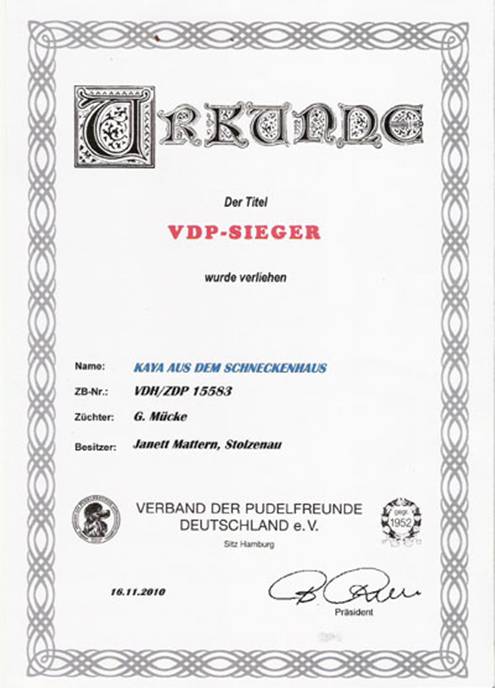 URKUNDE
Der Titel
VDP-SIEGER
wurde verliehen
Name: KAYA AUS DEM SCHNECKENHAUS
ZB-Nr.: VDH/ZDP 15583
Züchter: G. Mücke
Besitzer: Janett Mattern, Stolzenau
VERBAND DER PUDELFREUNDE
DEUTSCHLAND e.V.
Sitz Hamburg
gegr.
1952
16.11.2010
Präsident